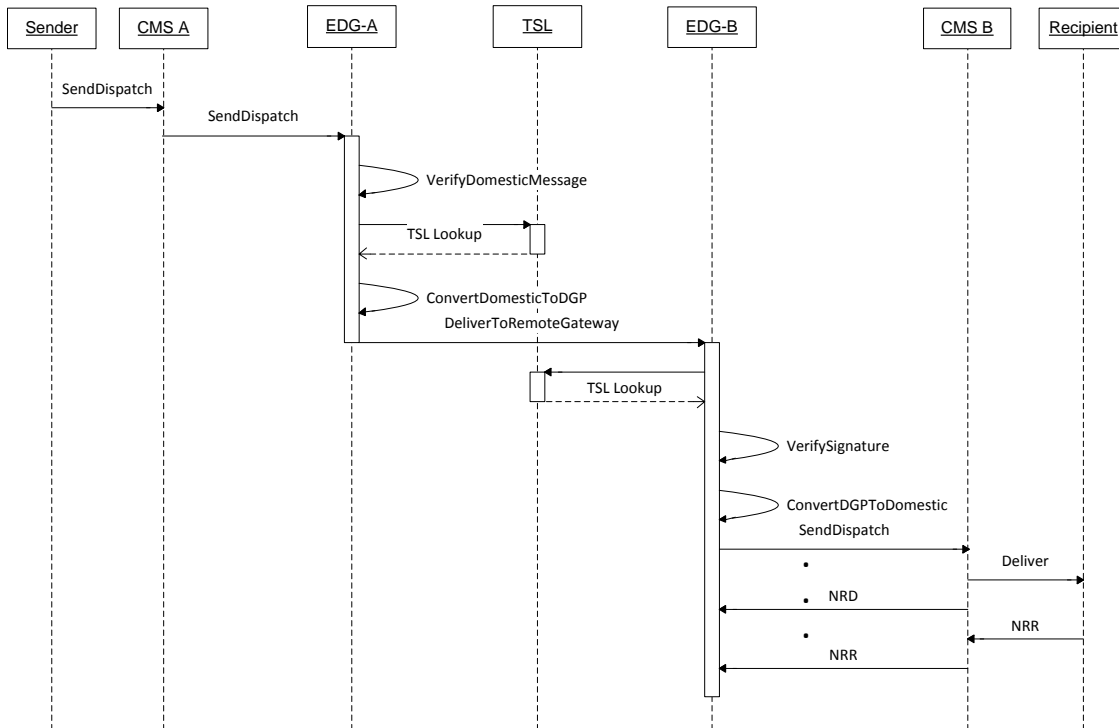 Sender
CMS A
EDG-A
TSL
EDG-B
CMS B
Recipient
SendDispatch
SendDispatch
VerifyDomesticMessage
TSL Lookup
ConvertDomesticToDGP
DeliverToRemoteGateway
TSL Lookup
VerifySignature
ConvertDGPToDomestic
SendDispatch
Deliver
NRD
NRR
NRR